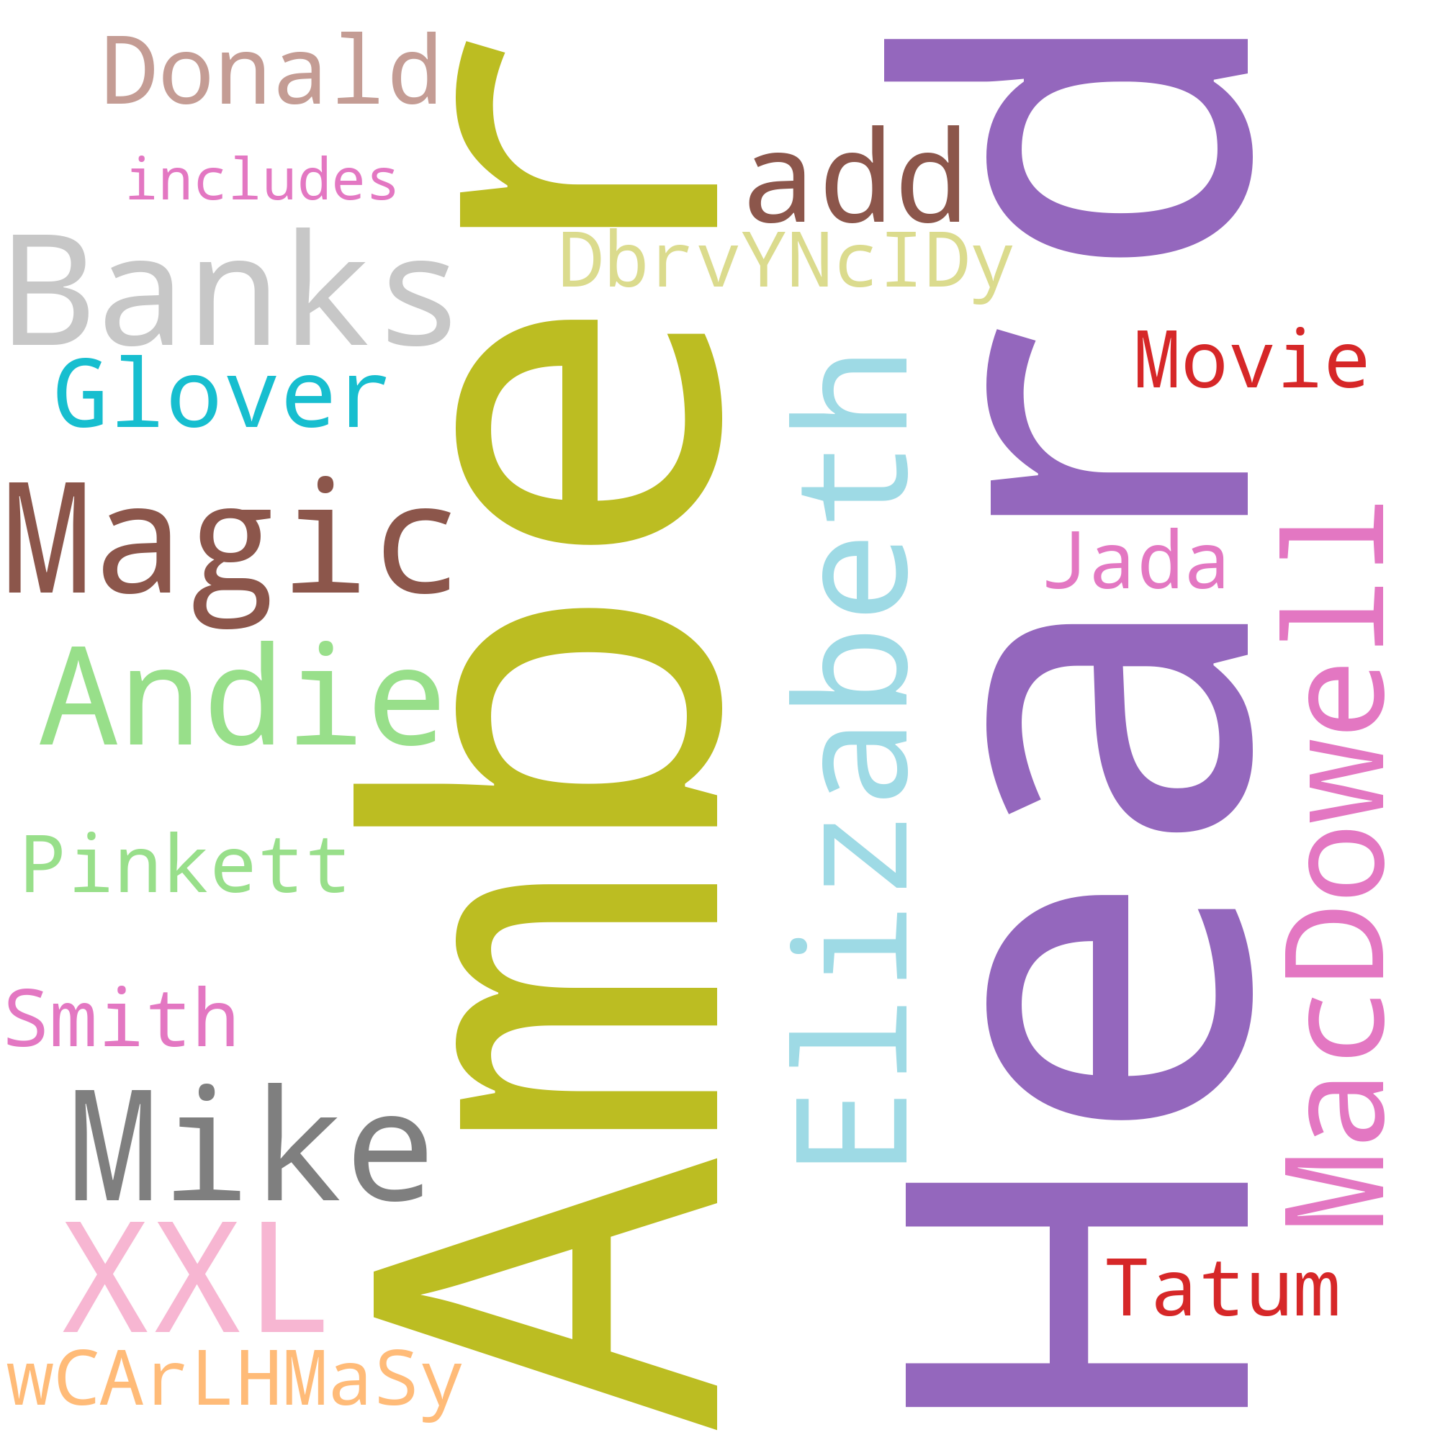 Donald
includes
Banks
Glover
Magic
Andie
Pinkett
Smith
Mike
XXL
wCArLHMaSy
Amber
add
DbrvYNcIDy
Elizabeth
Heard
Movie
Jada
MacDowell
Tatum